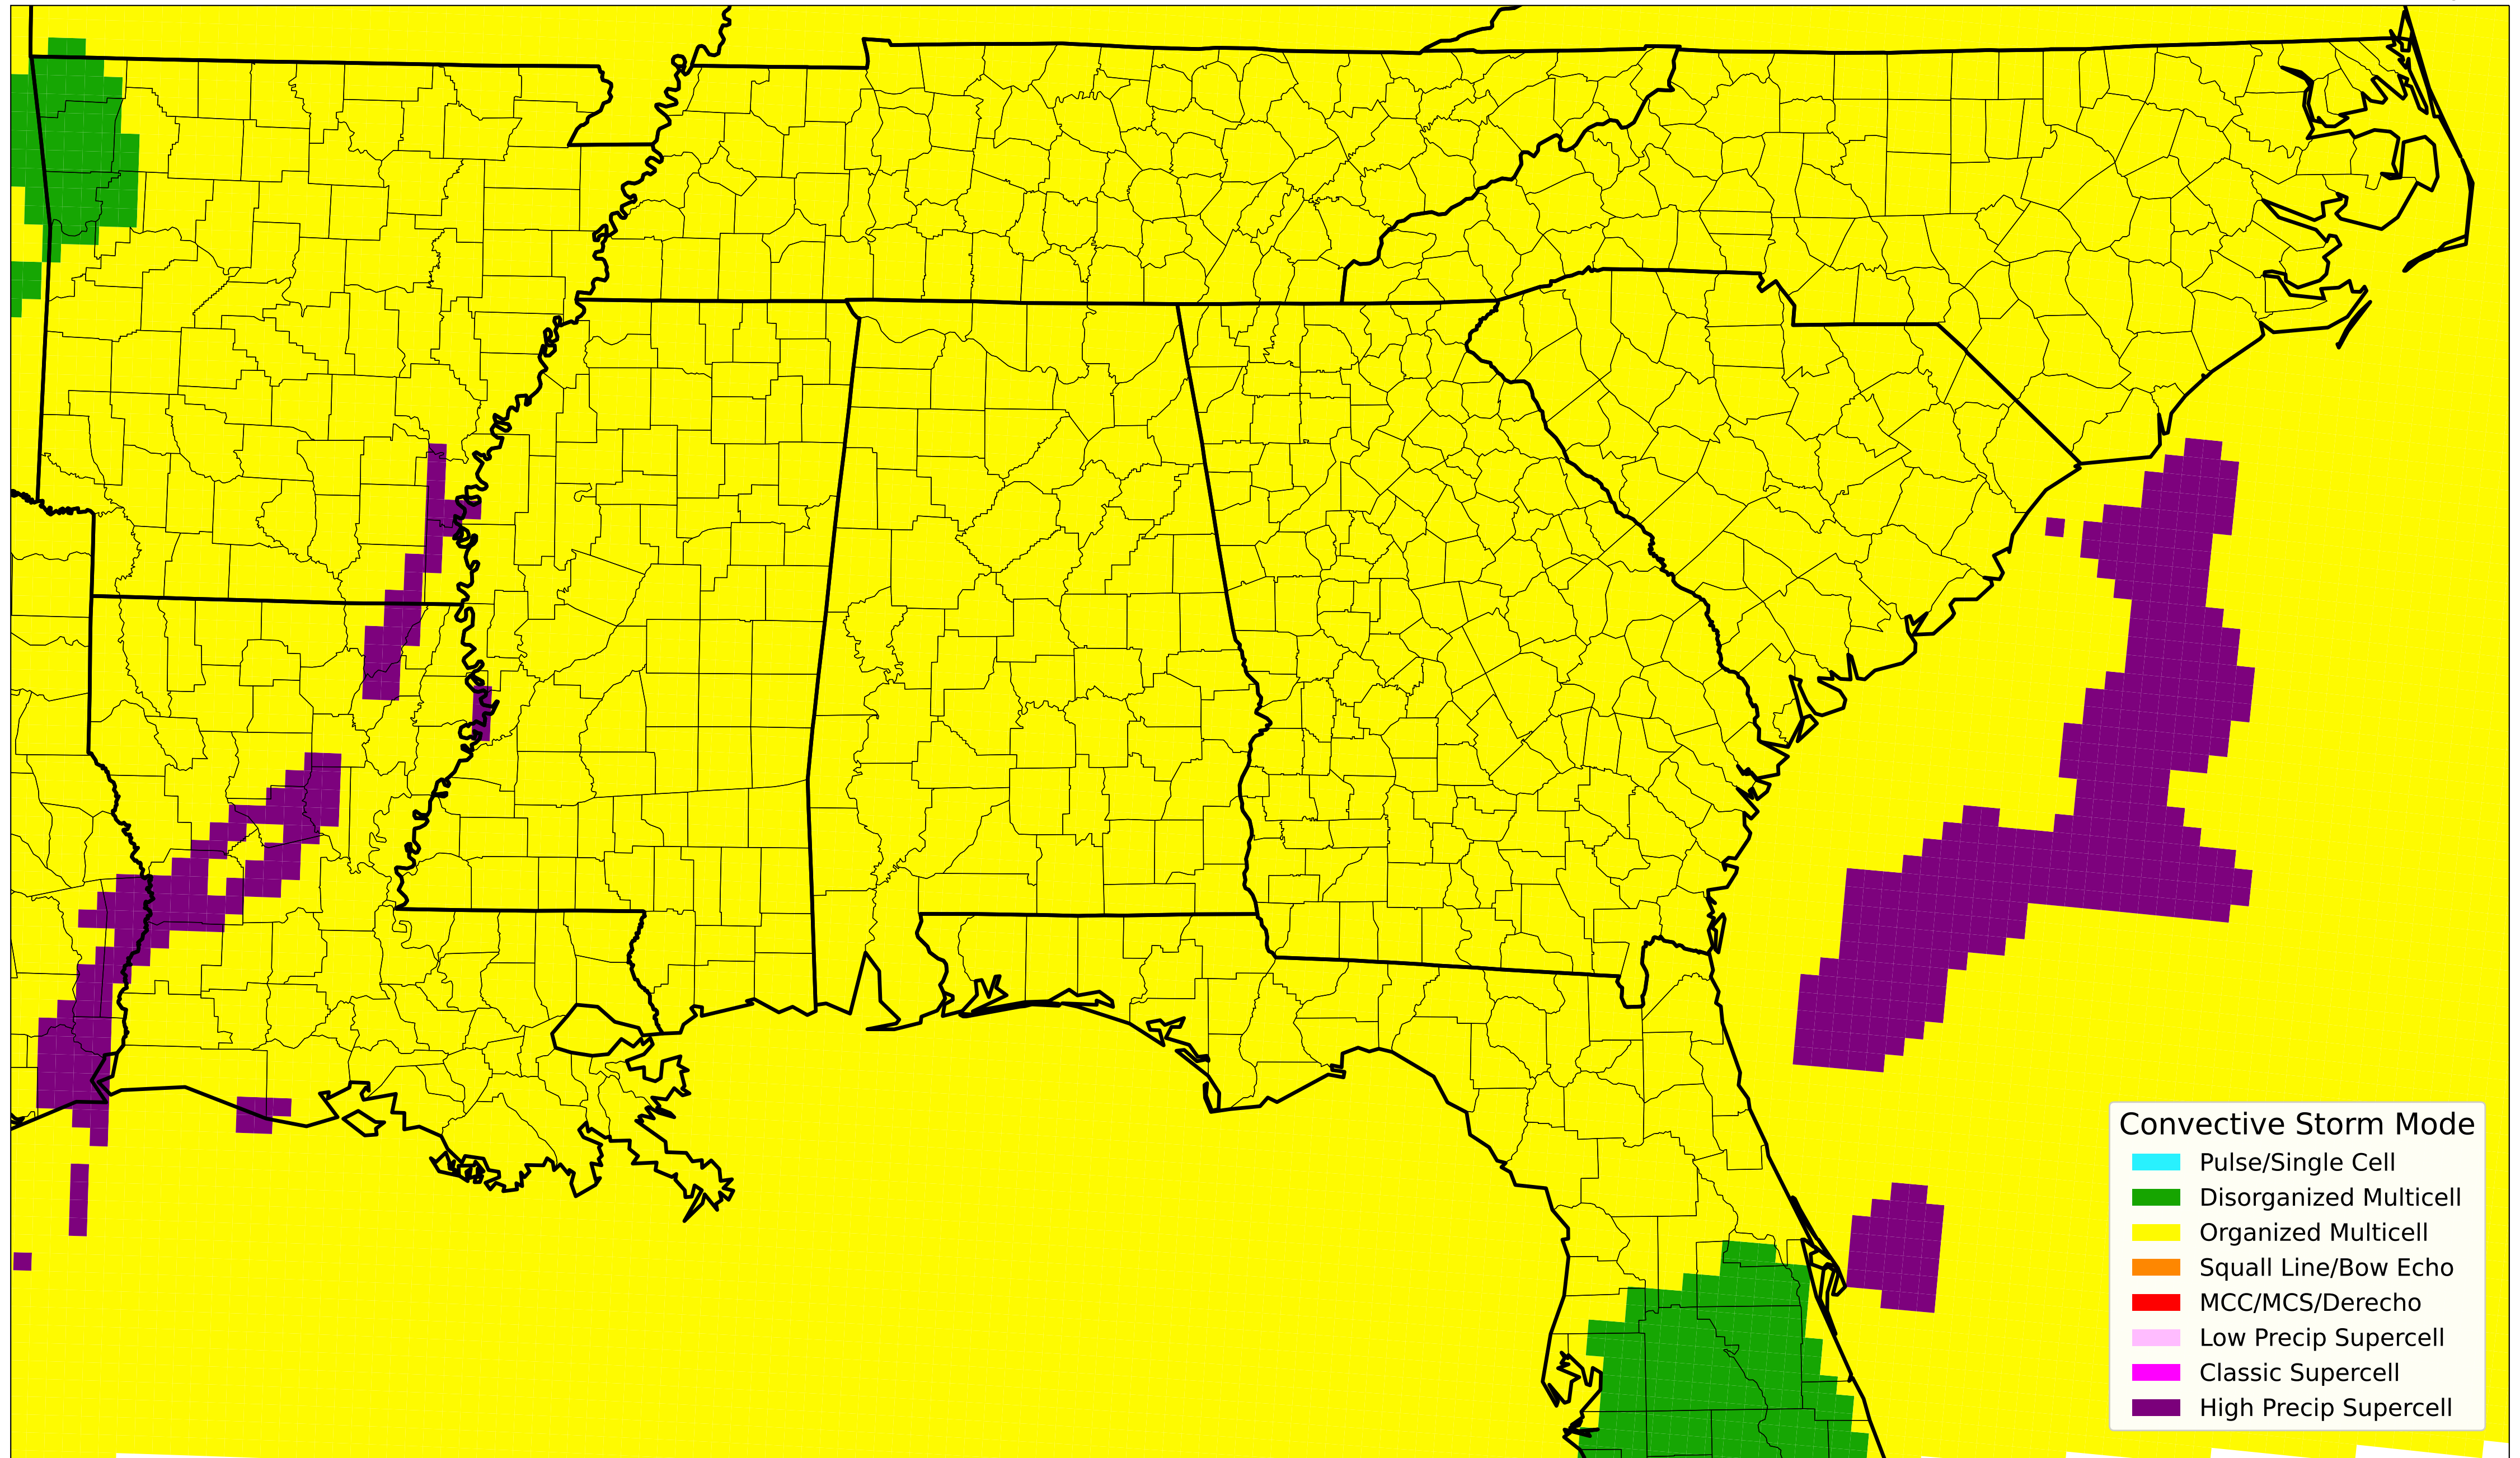 Convective Storm Mode
Pulse/Single Cell
Disorganized Multicell
Organized Multicell
Squall Line/Bow Echo
MCC/MCS/Derecho
Low Precip Supercell
Classic Supercell
High Precip Supercell